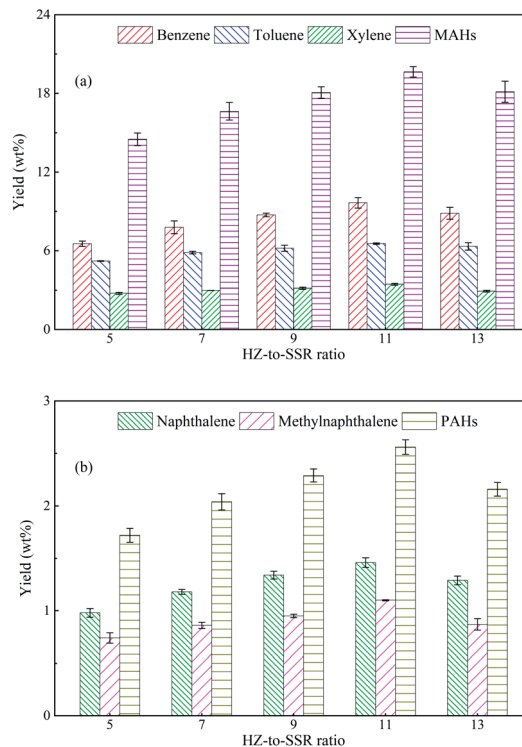 Benzene Toluene Xylene MAHs
(a)
Yield (wt%)
24
18
12
6
0
5 7 9 11 13
HZ-to-SSR ratio
Naphthalene Methylnaphthalene PAHs
(b)
Yield (wt%)
3
2
1
0
5 7 9 11 13
HZ-to-SSR ratio